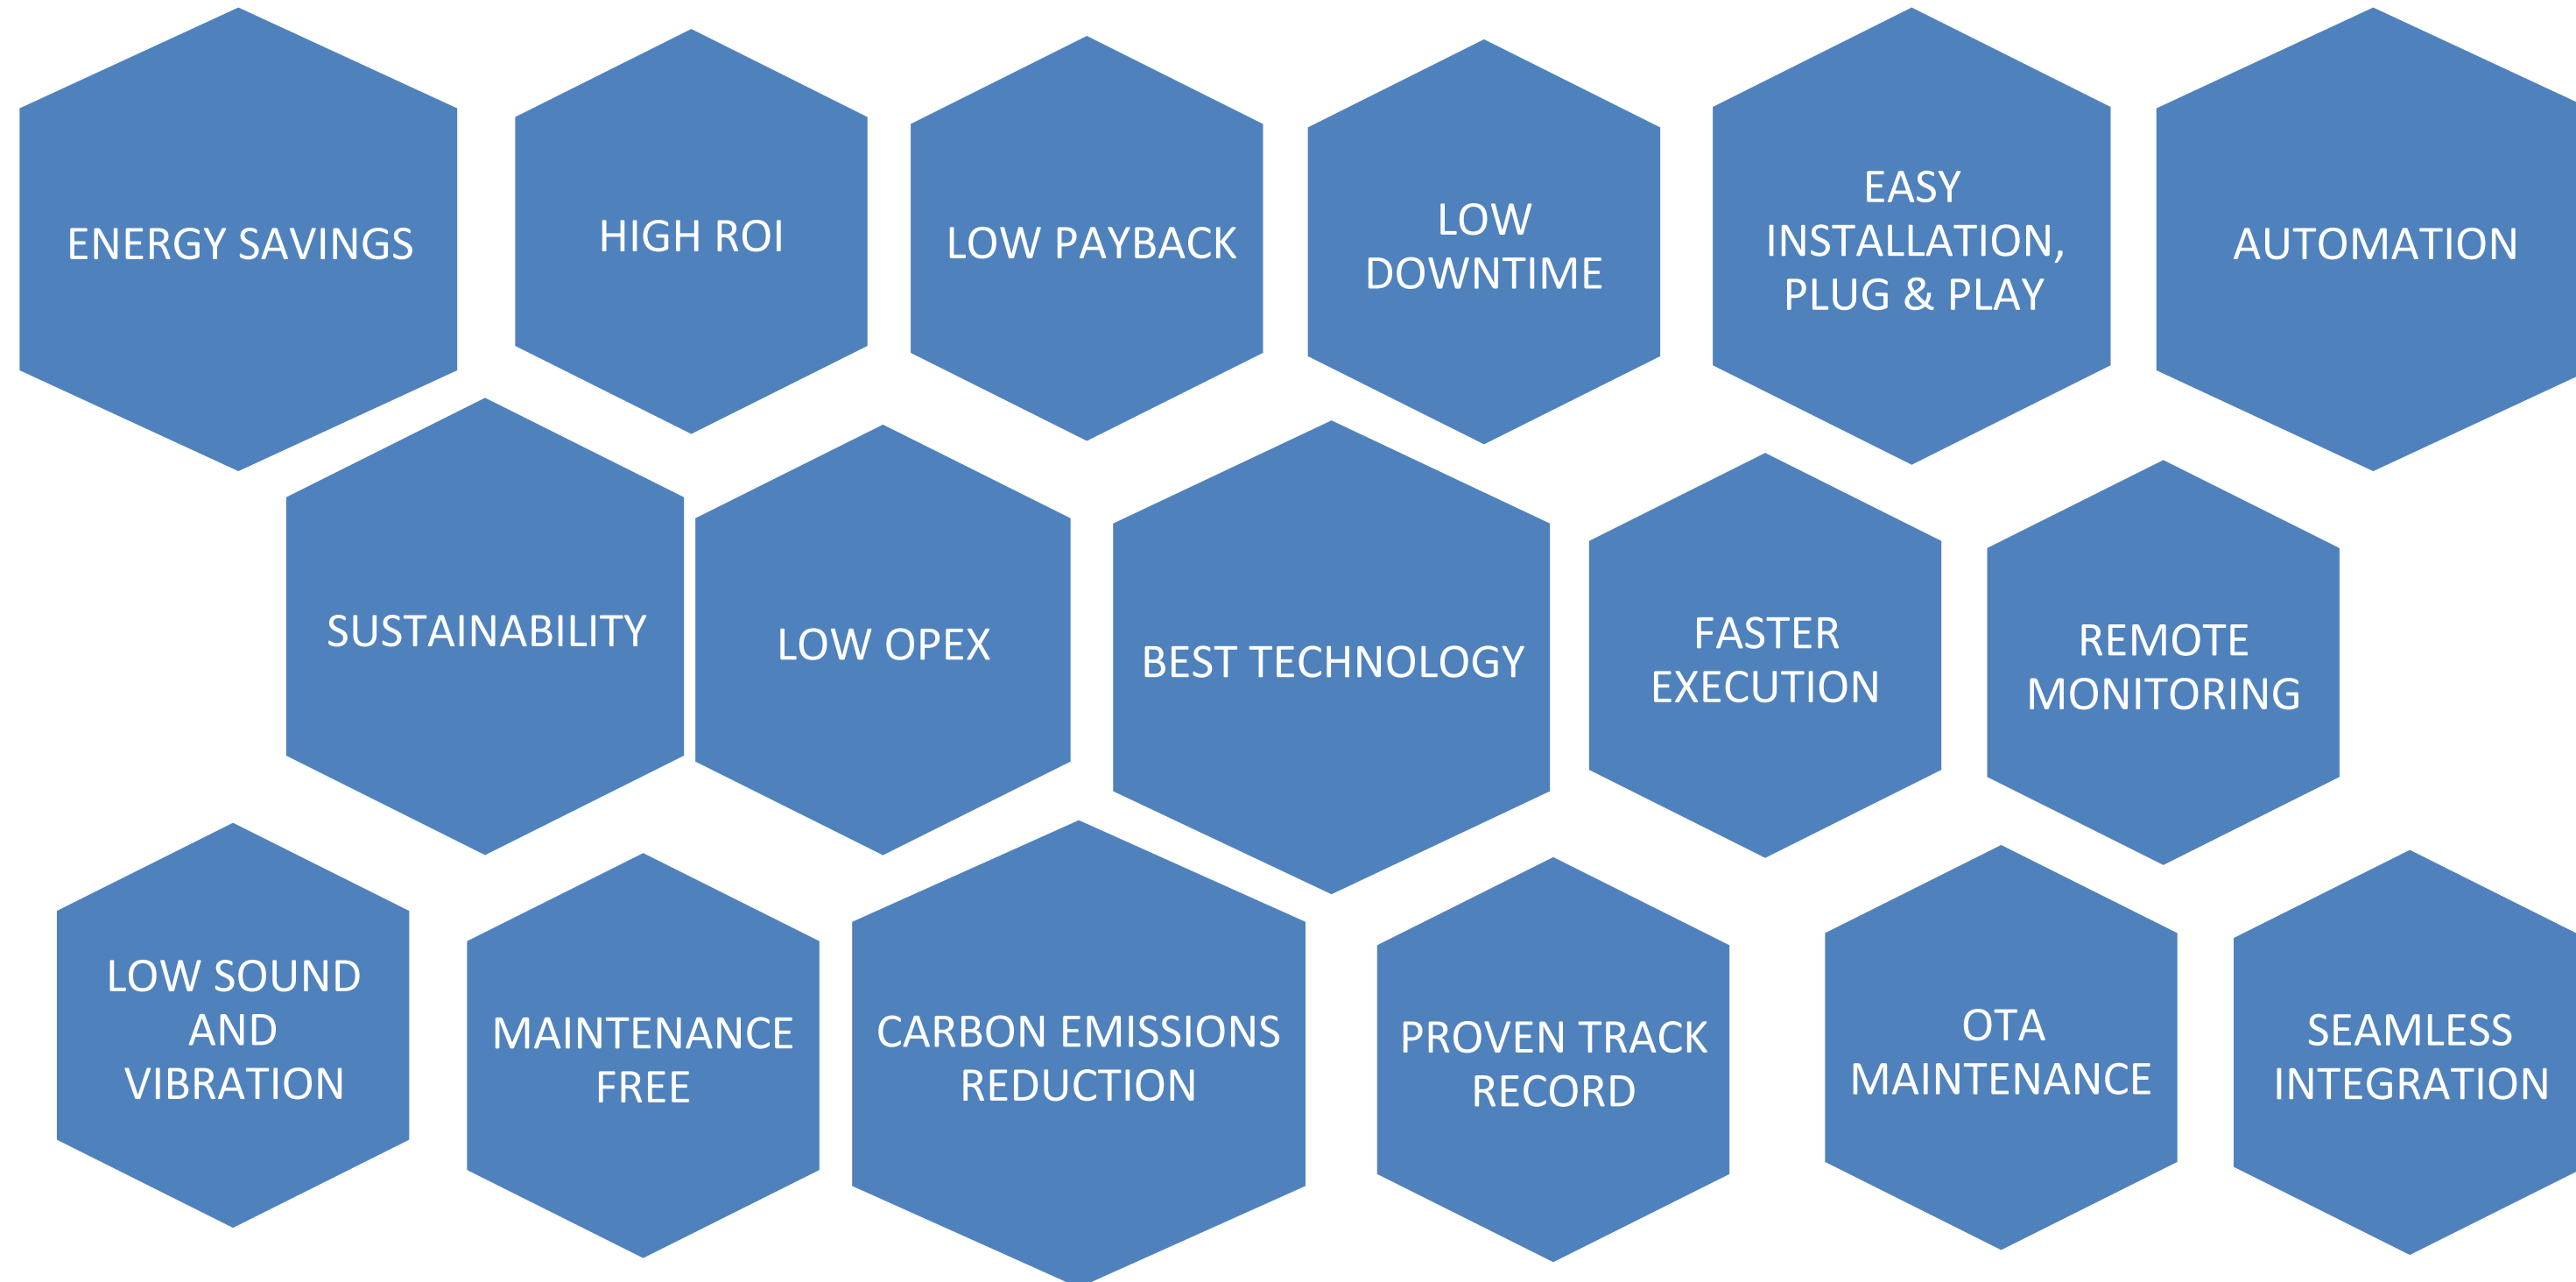 ENERGY SAVINGS
HIGH ROI
LOW PAYBACK
LOW
DOWNTIME
EASY
INSTALLATION,
PLUG & PLAY
AUTOMATION
SUSTAINABILITY
LOW OPEX
BEST TECHNOLOGY
FASTER
EXECUTION
REMOTE
MONITORING
LOW SOUND
AND
VIBRATION
MAINTENANCE
FREE
CARBON EMISSIONS
REDUCTION
PROVEN TRACK
RECORD
OTA
MAINTENANCE
SEAMLESS
INTEGRATION